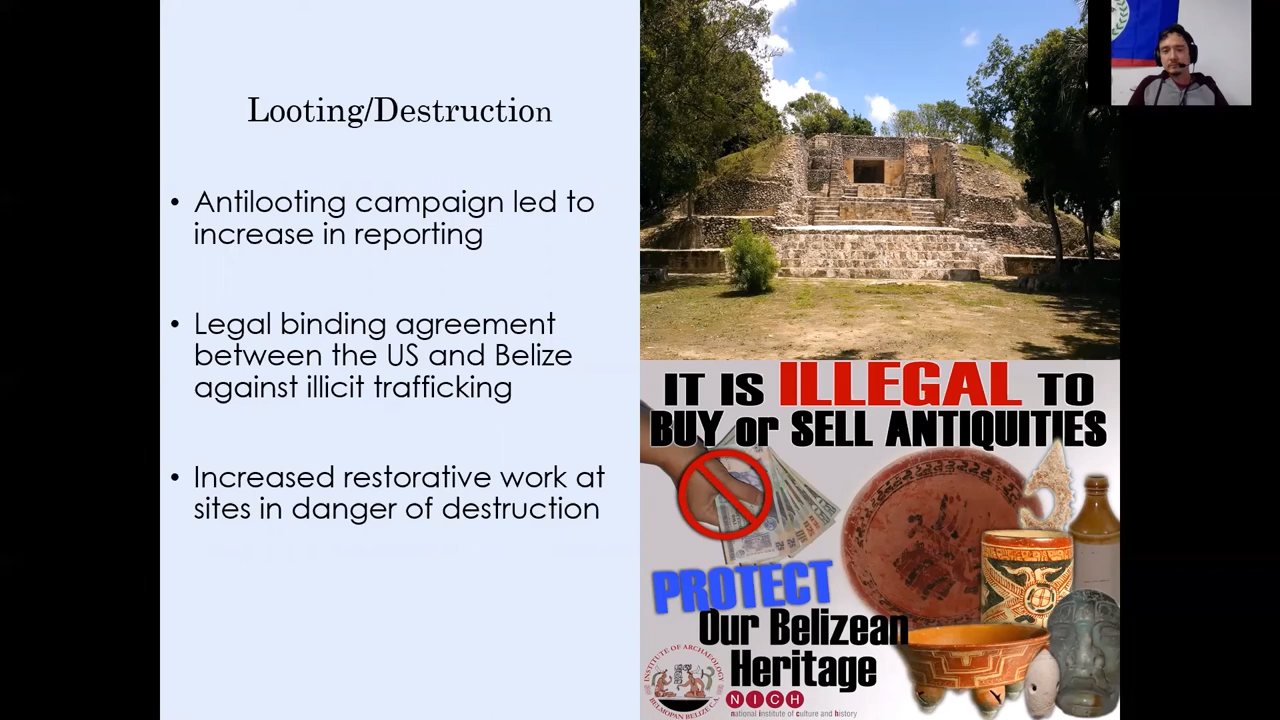 Looting/Destruction
• Antilooting campaign led to
increase in reporting
• Legal binding agreement
between the US and Belize
against illicit trafficking
• Increased restorative work at
sites in danger of destruction
IT IS ILLEGAL TO
BUY or SELL ANTIQUITIES
PROTECT
Our Belizean
Heritage
INSTITUTE OF ARCHAEOLOGY
BELMOPAN BELIZE C.A.
NICH
national institute of culture and history